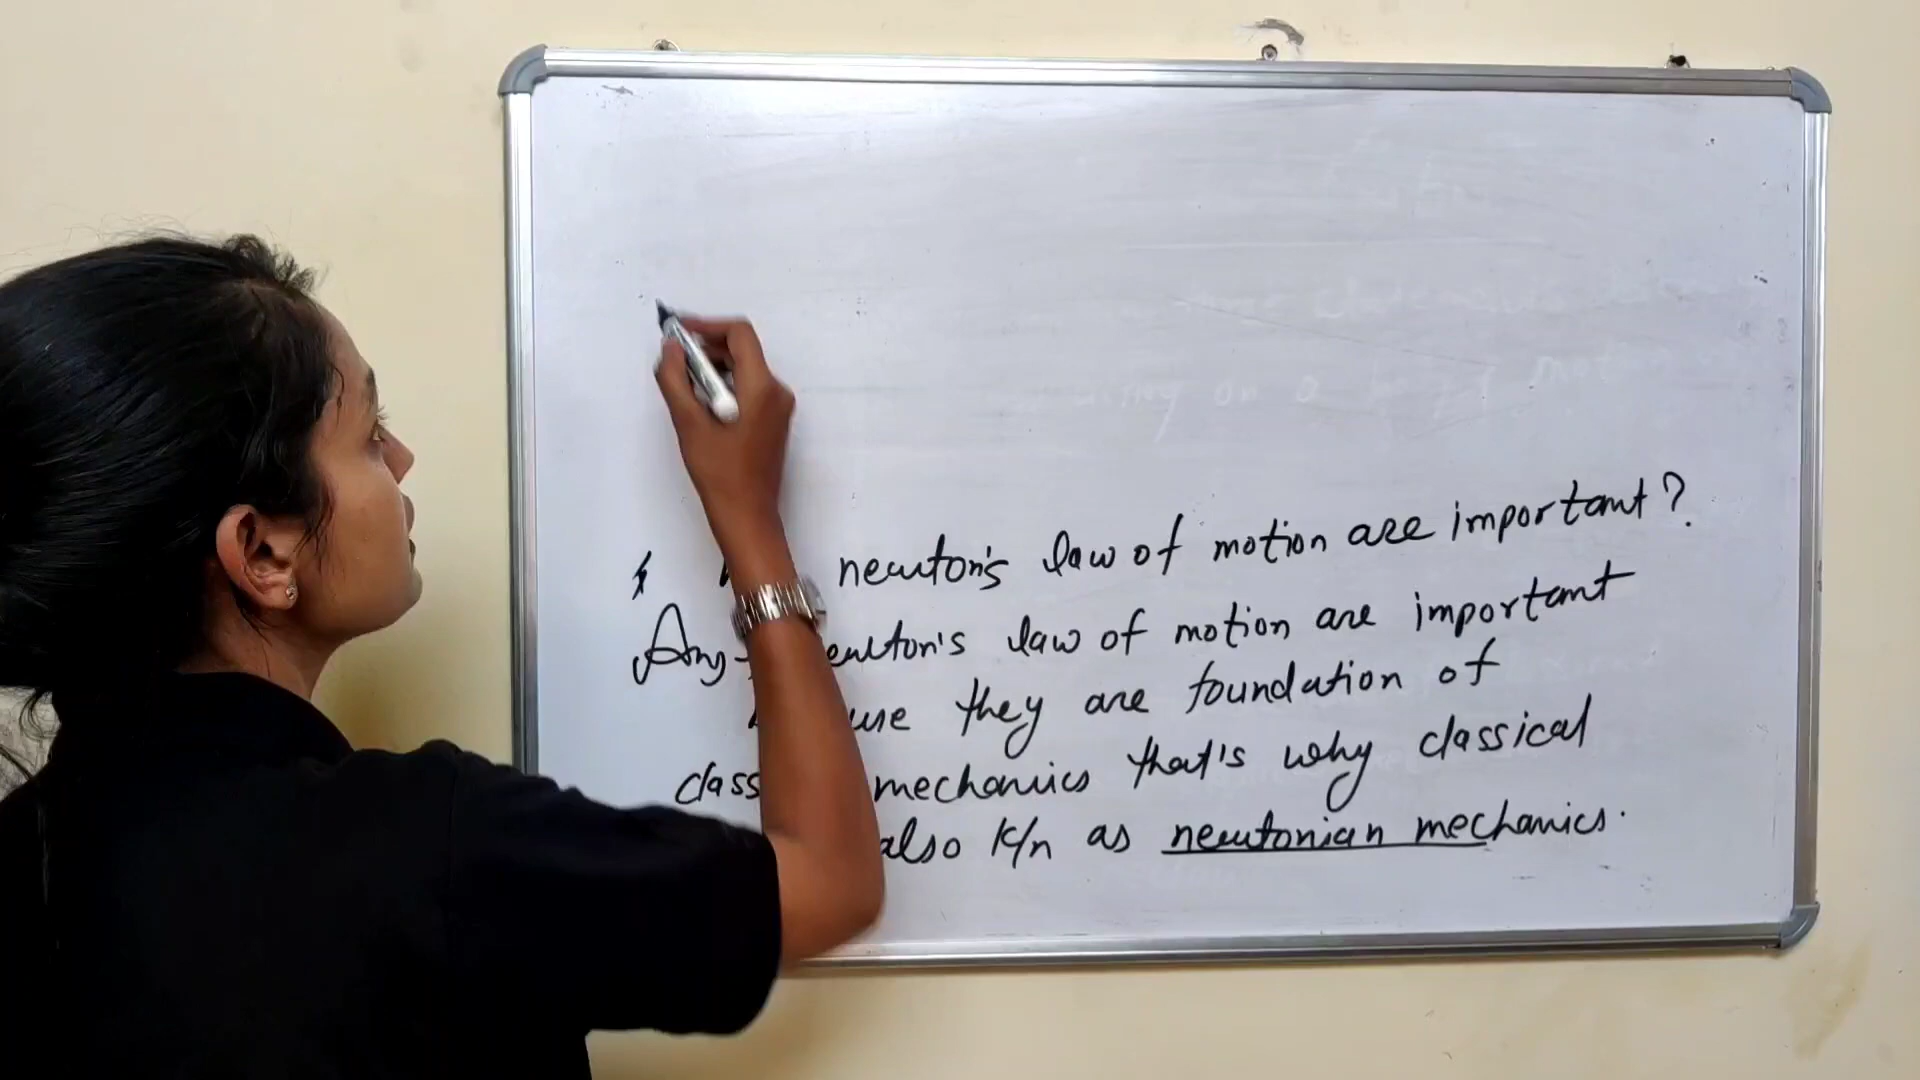 newton's law of motion are important?
Ans law of motion are important
they are foundation of
mechanics that's why classical
also K/n as newtonian mechanics.